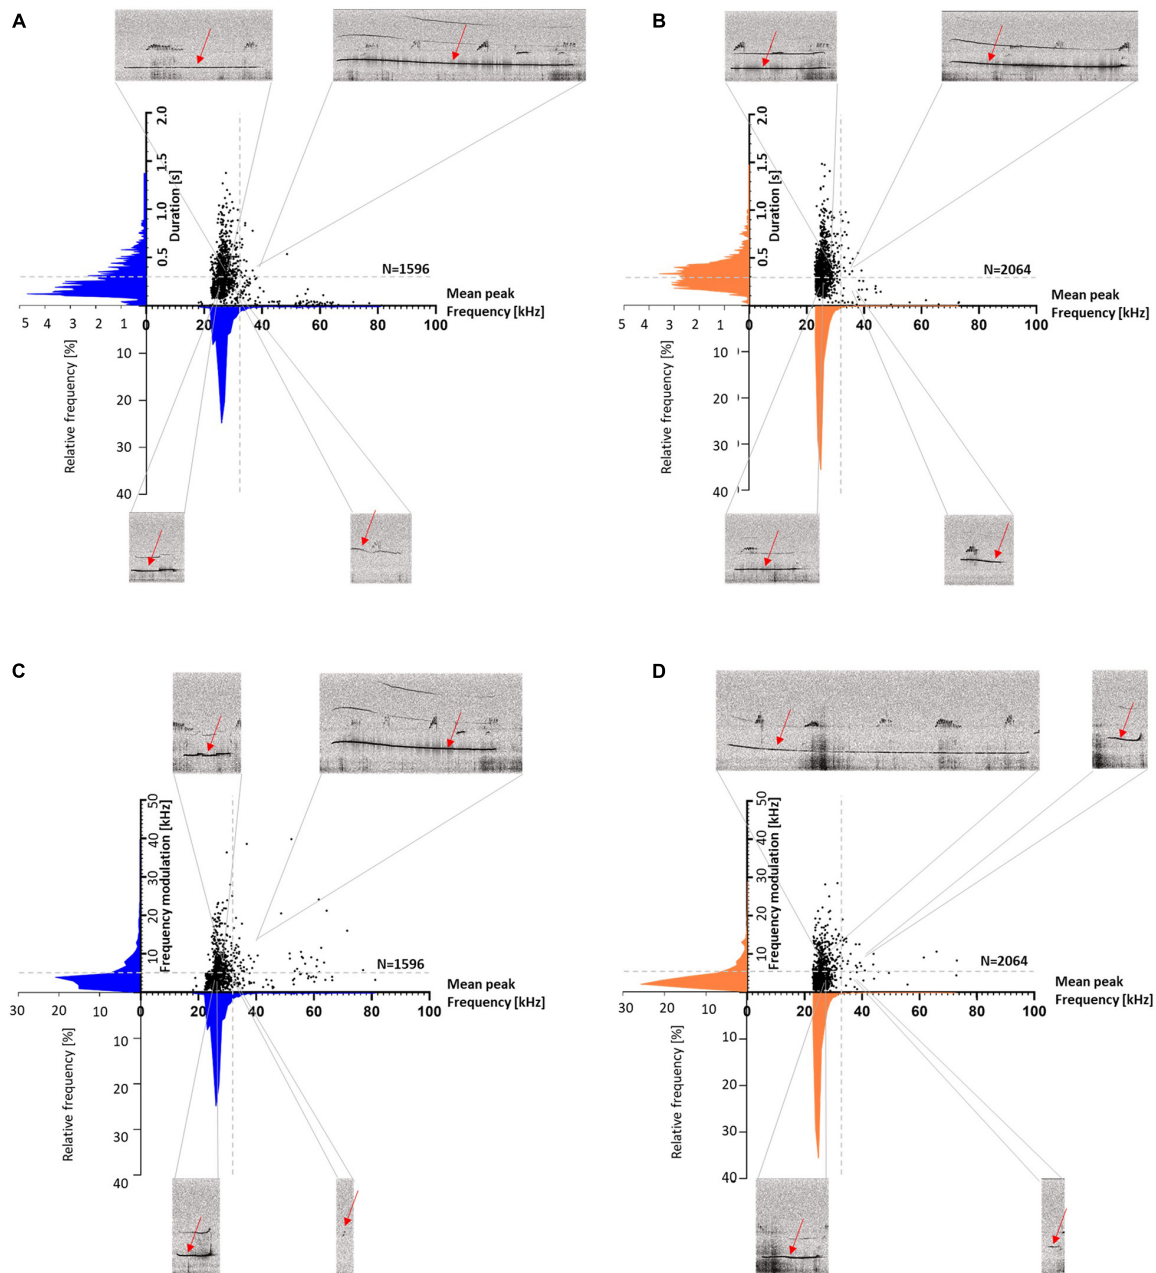 A
B
2.0
1.5
1.0
0.5
Duration [s]
N=1596
Mean peak
Frequency [kHz]
5 4 3 2 1 0 20 40 60 80 100
10
20
30
40
Relative frequency [%]
2.0
1.5
1.0
0.5
Duration [s]
N=2064
Mean peak
Frequency [kHz]
5 4 3 2 1 0 20 40 60 80 100
10
20
30
40
Relative frequency [%]
C
D
50
40
30
20
10
Frequency modulation [kHz]
N=1596
Mean peak
Frequency [kHz]
30 20 10 0 20 40 60 80 100
10
20
30
40
Relative frequency [%]
50
40
30
20
10
Frequency modulation [kHz]
N=2064
Mean peak
Frequency [kHz]
30 20 10 0 20 40 60 80 100
10
20
30
40
Relative frequency [%]